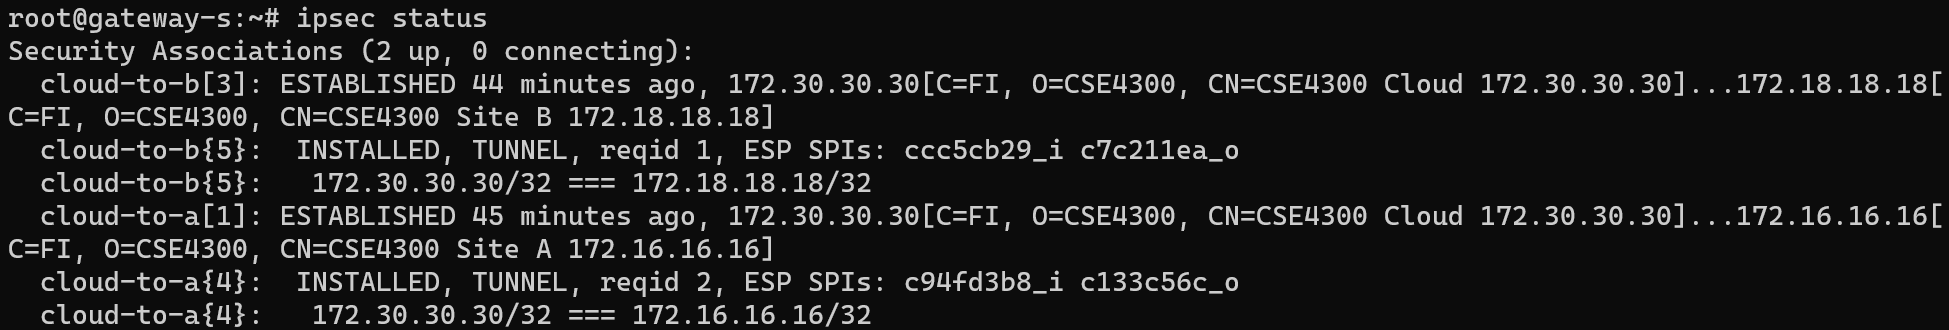 root@gateway-s:~# ipsec status
Security Associations (2 up, 0 connecting):
  cloud-to-b[3]: ESTABLISHED 44 minutes ago, 172.30.30.30[C=FI, O=CSE4300, CN=CSE4300 Cloud 172.30.30.30]...172.18.18.18[
C=FI, O=CSE4300, CN=CSE4300 Site B 172.18.18.18]
  cloud-to-b{5}:  INSTALLED, TUNNEL, reqid 1, ESP SPIs: ccc5cb29_i c7c211ea_o
  cloud-to-b{5}:   172.30.30.30/32 === 172.18.18.18/32
  cloud-to-a[1]: ESTABLISHED 45 minutes ago, 172.30.30.30[C=FI, O=CSE4300, CN=CSE4300 Cloud 172.30.30.30]...172.16.16.16[
C=FI, O=CSE4300, CN=CSE4300 Site A 172.16.16.16]
  cloud-to-a{4}:  INSTALLED, TUNNEL, reqid 2, ESP SPIs: c94fd3b8_i c133c56c_o
  cloud-to-a{4}:   172.30.30.30/32 === 172.16.16.16/32